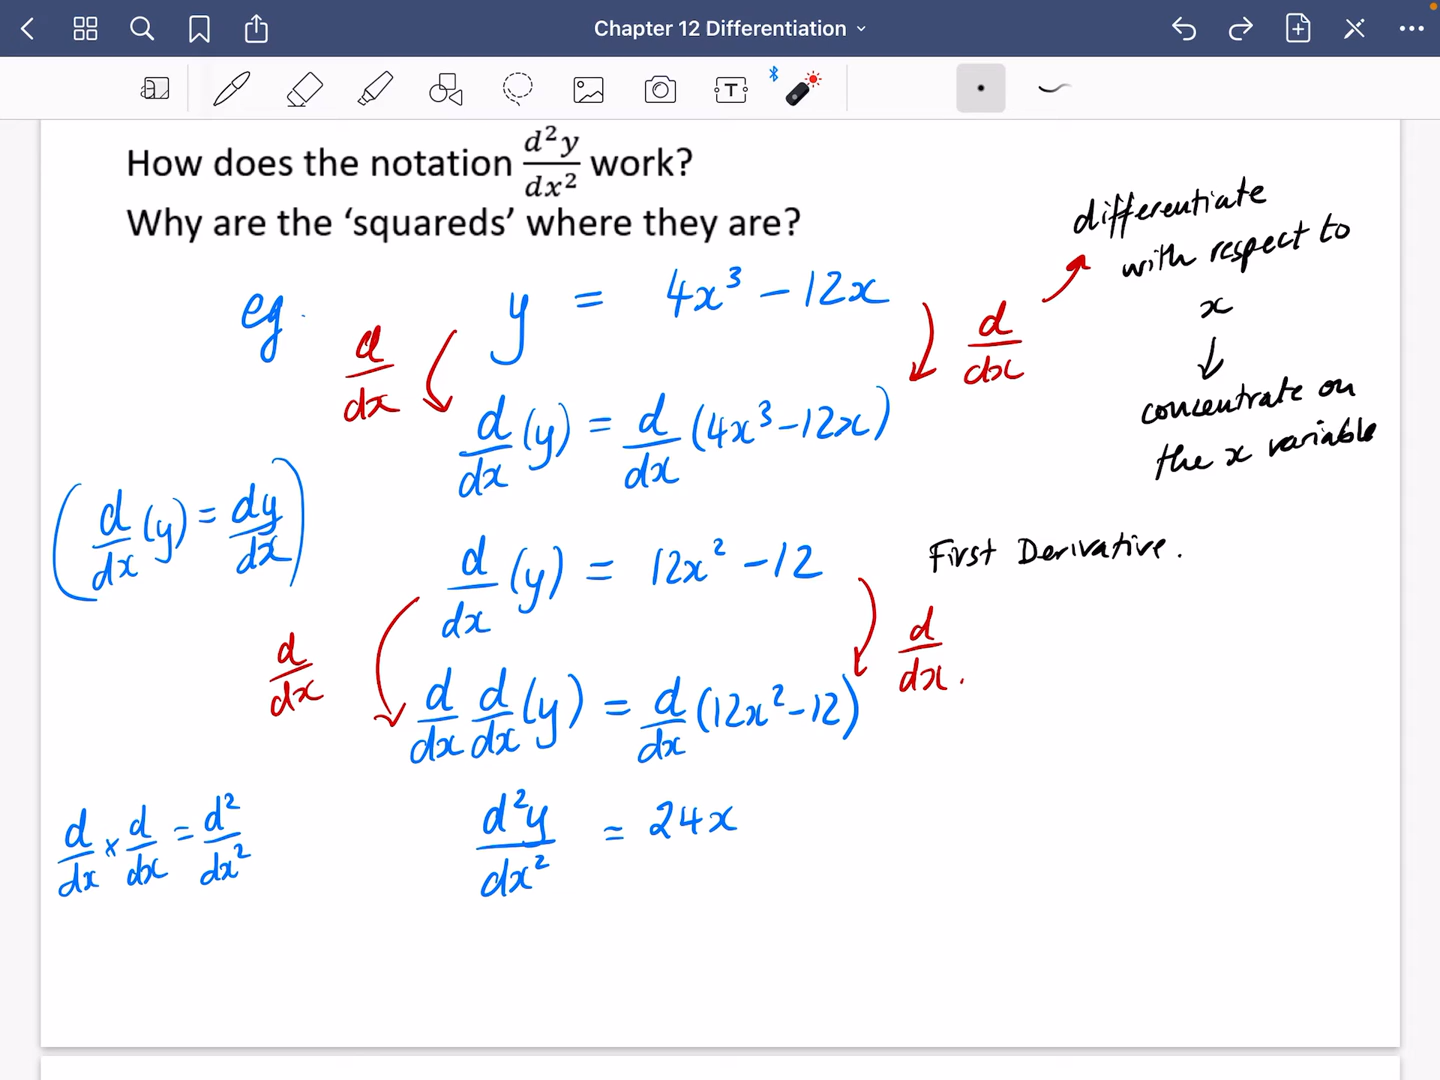 Chapter 12 Differentiation
T
How does the notation d²y/dx² work?
Why are the ‘squareds’ where they are?
eg. y = 4x³ - 12x
d/dx
d/dx
differentiate
with respect to
x
↓
concentrate on
the x variable
d/dx (y) = d/dx (4x³-12x)
(d/dx (y) = dy/dx)
d/dx (y) = 12x² - 12
First Derivative.
d/dx
d/dx.
d/dx d/dx (y) = d/dx (12x²-12)
d/dx × d/dx = d²/dx²
d²y/dx² = 24x